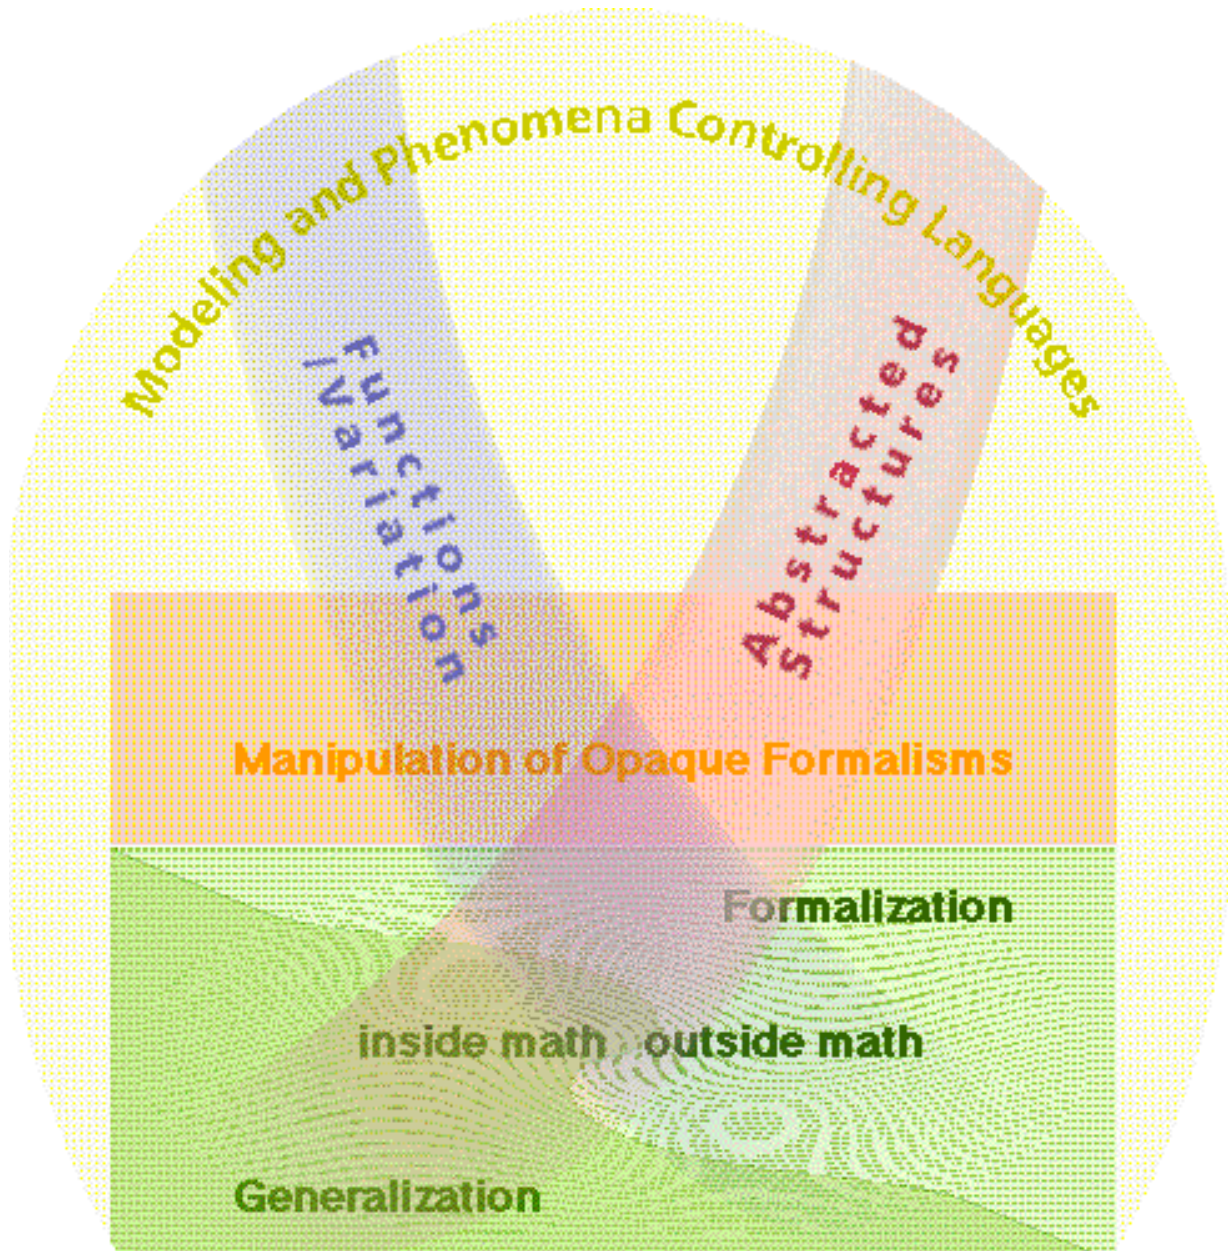 Modeling and Phenomena Controlling Languages
Functions
/Variation
Abstracted
Structures
Manipulation of Opaque Formalisms
Formalization
inside math outside math
Generalization